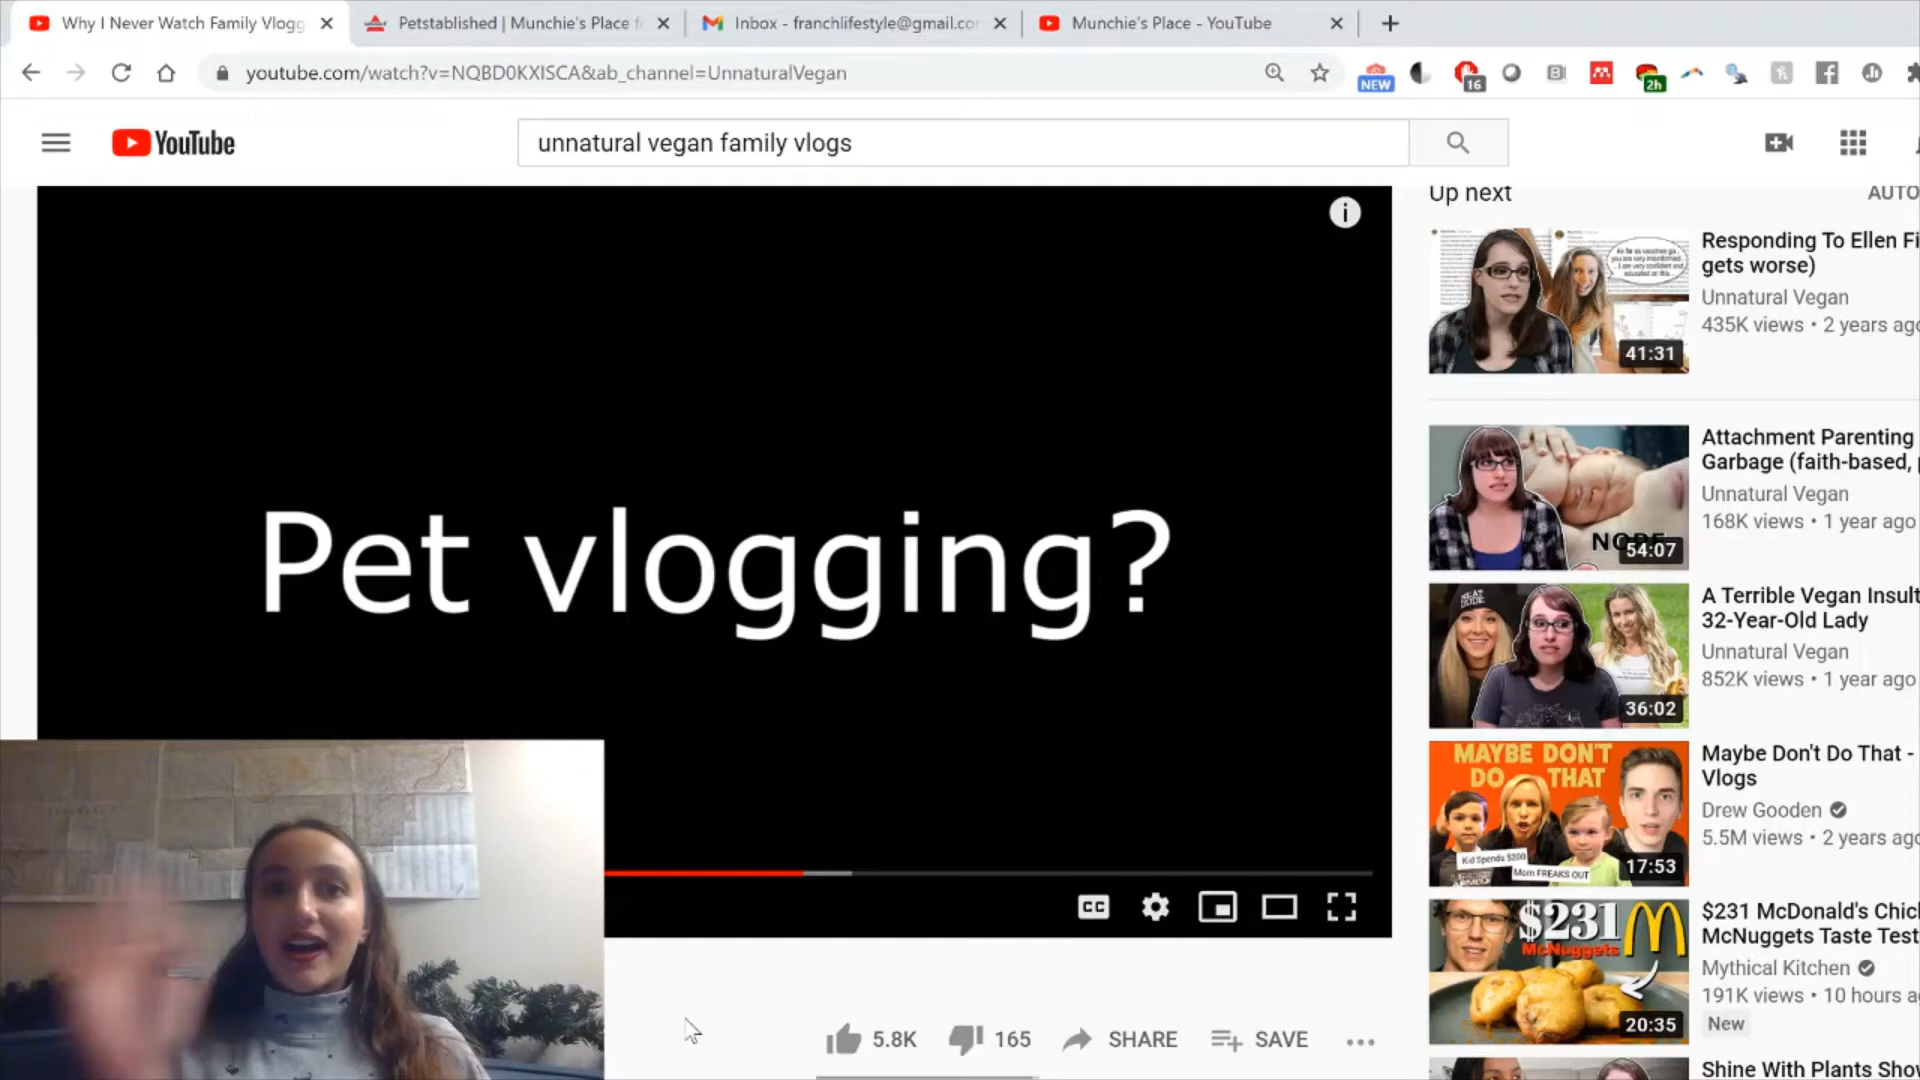 Why I Never Watch Family Vlogg
Petstablished | Munchie's Place f
Inbox - franchlifestyle@gmail.co
Munchie's Place - YouTube
youtube.com/watch?v=NQBD0KXISCA&ab_channel=UnnaturalVegan
NEW
16
2h
YouTube
unnatural vegan family vlogs
Pet vlogging?
CC
5.8K
165
SHARE
SAVE
Up next
AUTO
41:31
Responding To Ellen Fi
gets worse)
Unnatural Vegan
435K views • 2 years ago
54:07
Attachment Parenting
Garbage (faith-based, p
Unnatural Vegan
168K views • 1 year ago
MEAT DUDE
36:02
A Terrible Vegan Insult
32-Year-Old Lady
Unnatural Vegan
852K views • 1 year ago
MAYBE DON'T
DO THAT
Kid Spends $200
Mom FREAKS OUT
17:53
Maybe Don't Do That -
Vlogs
Drew Gooden
5.5M views • 2 years ago
$231
McNuggets
20:35
$231 McDonald's Chick
McNuggets Taste Test
Mythical Kitchen
191K views • 10 hours a
New
Shine With Plants Show